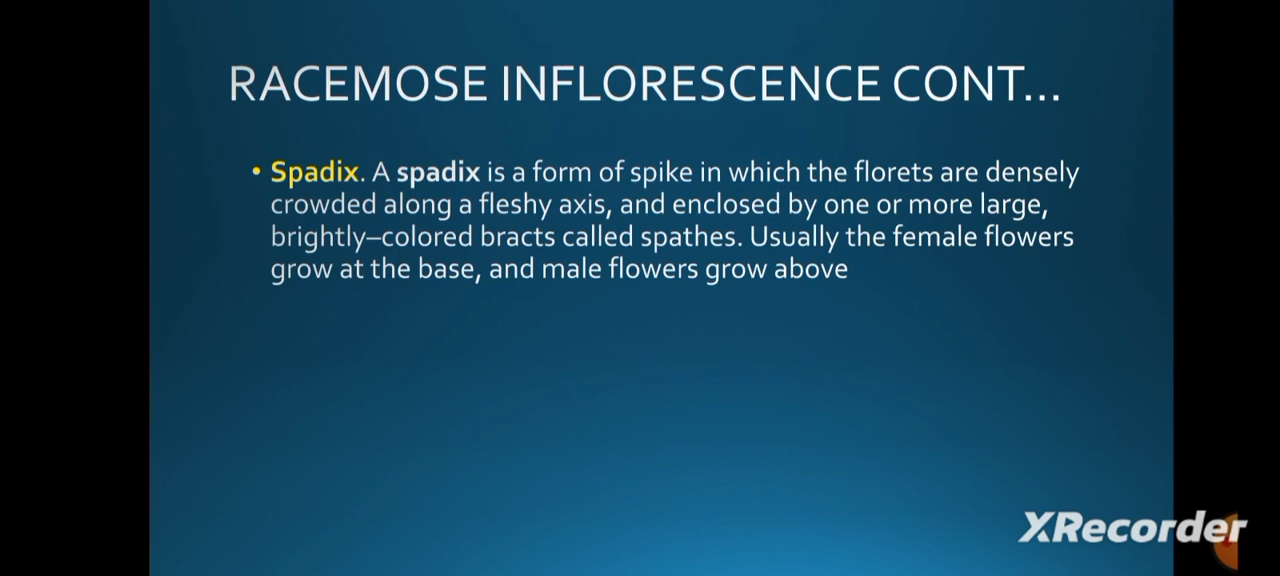 RACEMOSE INFLORESCENCE CONT...
• Spadix. A spadix is a form of spike in which the florets are densely
crowded along a fleshy axis, and enclosed by one or more large,
brightly–colored bracts called spathes. Usually the female flowers
grow at the base, and male flowers grow above
XRecorder